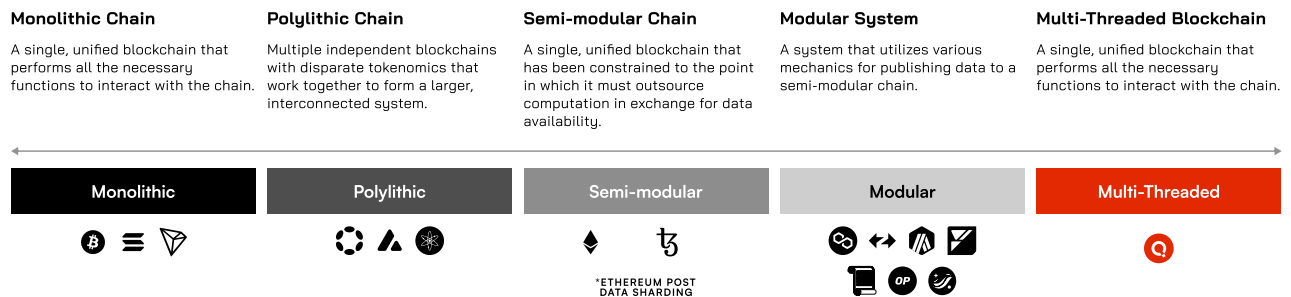 Monolithic Chain
A single, unified blockchain that
performs all the necessary
functions to interact with the chain.
Polylithic Chain
Multiple independent blockchains
with disparate tokenomics that
work together to form a larger,
interconnected system.
Semi-modular Chain
A single, unified blockchain that
has been constrained to the point
in which it must outsource
computation in exchange for data
availability.
Modular System
A system that utilizes various
mechanics for publishing data to a
semi-modular chain.
Multi-Threaded Blockchain
A single, unified blockchain that
performs all the necessary
functions to interact with the chain.
Monolithic
Polylithic
Semi-modular
Modular
Multi-Threaded
OP
*ETHEREUM POST
DATA SHARDING